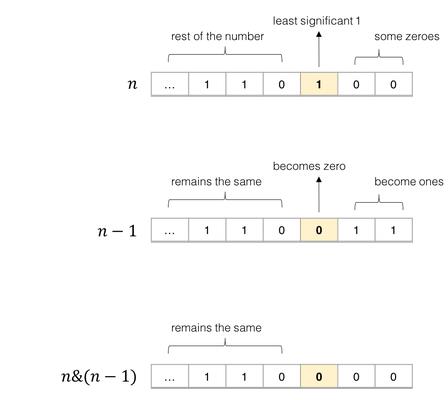 least significant 1
rest of the number some zeroes
n ... 1 1 0 1 0 0
becomes zero
remains the same become ones
n − 1 ... 1 1 0 0 1 1
remains the same
n&(n − 1) ... 1 1 0 0 0 0